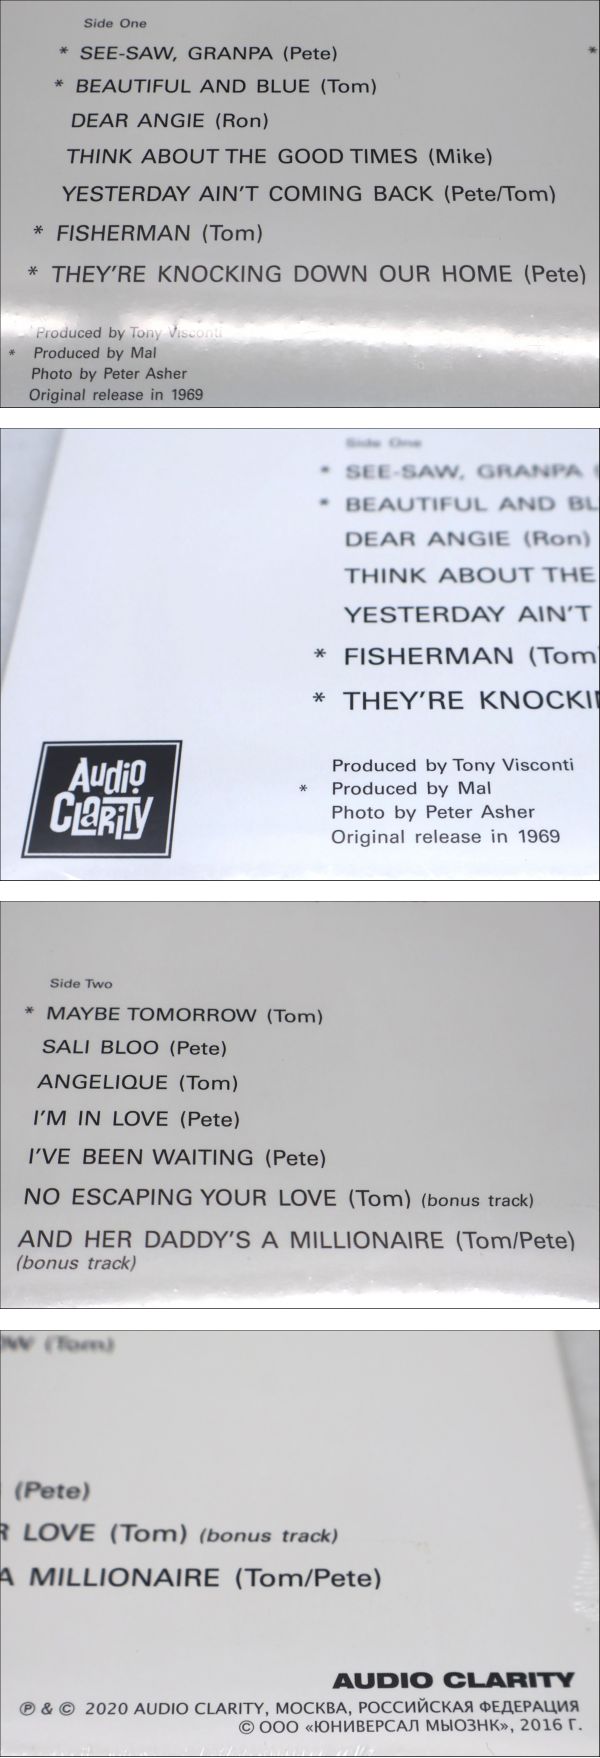 Side One
* SEE-SAW, GRANPA (Pete)
*
* BEAUTIFUL AND BLUE (Tom)
DEAR ANGIE (Ron)
THINK ABOUT THE GOOD TIMES (Mike)
YESTERDAY AIN'T COMING BACK (Pete/Tom)
* FISHERMAN (Tom)
* THEY'RE KNOCKING DOWN OUR HOME (Pete)
Produced by Tony Visconti
* Produced by Mal
Photo by Peter Asher
Original release in 1969
Side One
* SEE-SAW, GRANPA (
* BEAUTIFUL AND BL
DEAR ANGIE (Ron)
THINK ABOUT THE
YESTERDAY AIN'T
* FISHERMAN (Tom
* THEY'RE KNOCKI
Audio
Clarity
Produced by Tony Visconti
* Produced by Mal
Photo by Peter Asher
Original release in 1969
Side Two
* MAYBE TOMORROW (Tom)
SALI BLOO (Pete)
ANGELIQUE (Tom)
I'M IN LOVE (Pete)
I'VE BEEN WAITING (Pete)
NO ESCAPING YOUR LOVE (Tom) (bonus track)
AND HER DADDY'S A MILLIONAIRE (Tom/Pete)
(bonus track)
OW (Tom)
(Pete)
R LOVE (Tom) (bonus track)
A MILLIONAIRE (Tom/Pete)
AUDIO CLARITY
℗ & © 2020 AUDIO CLARITY, МОСКВА, РОССИЙСКАЯ ФЕДЕРАЦИЯ
© ООО «ЮНИВЕРСАЛ МЫОЗНК», 2016 Г.